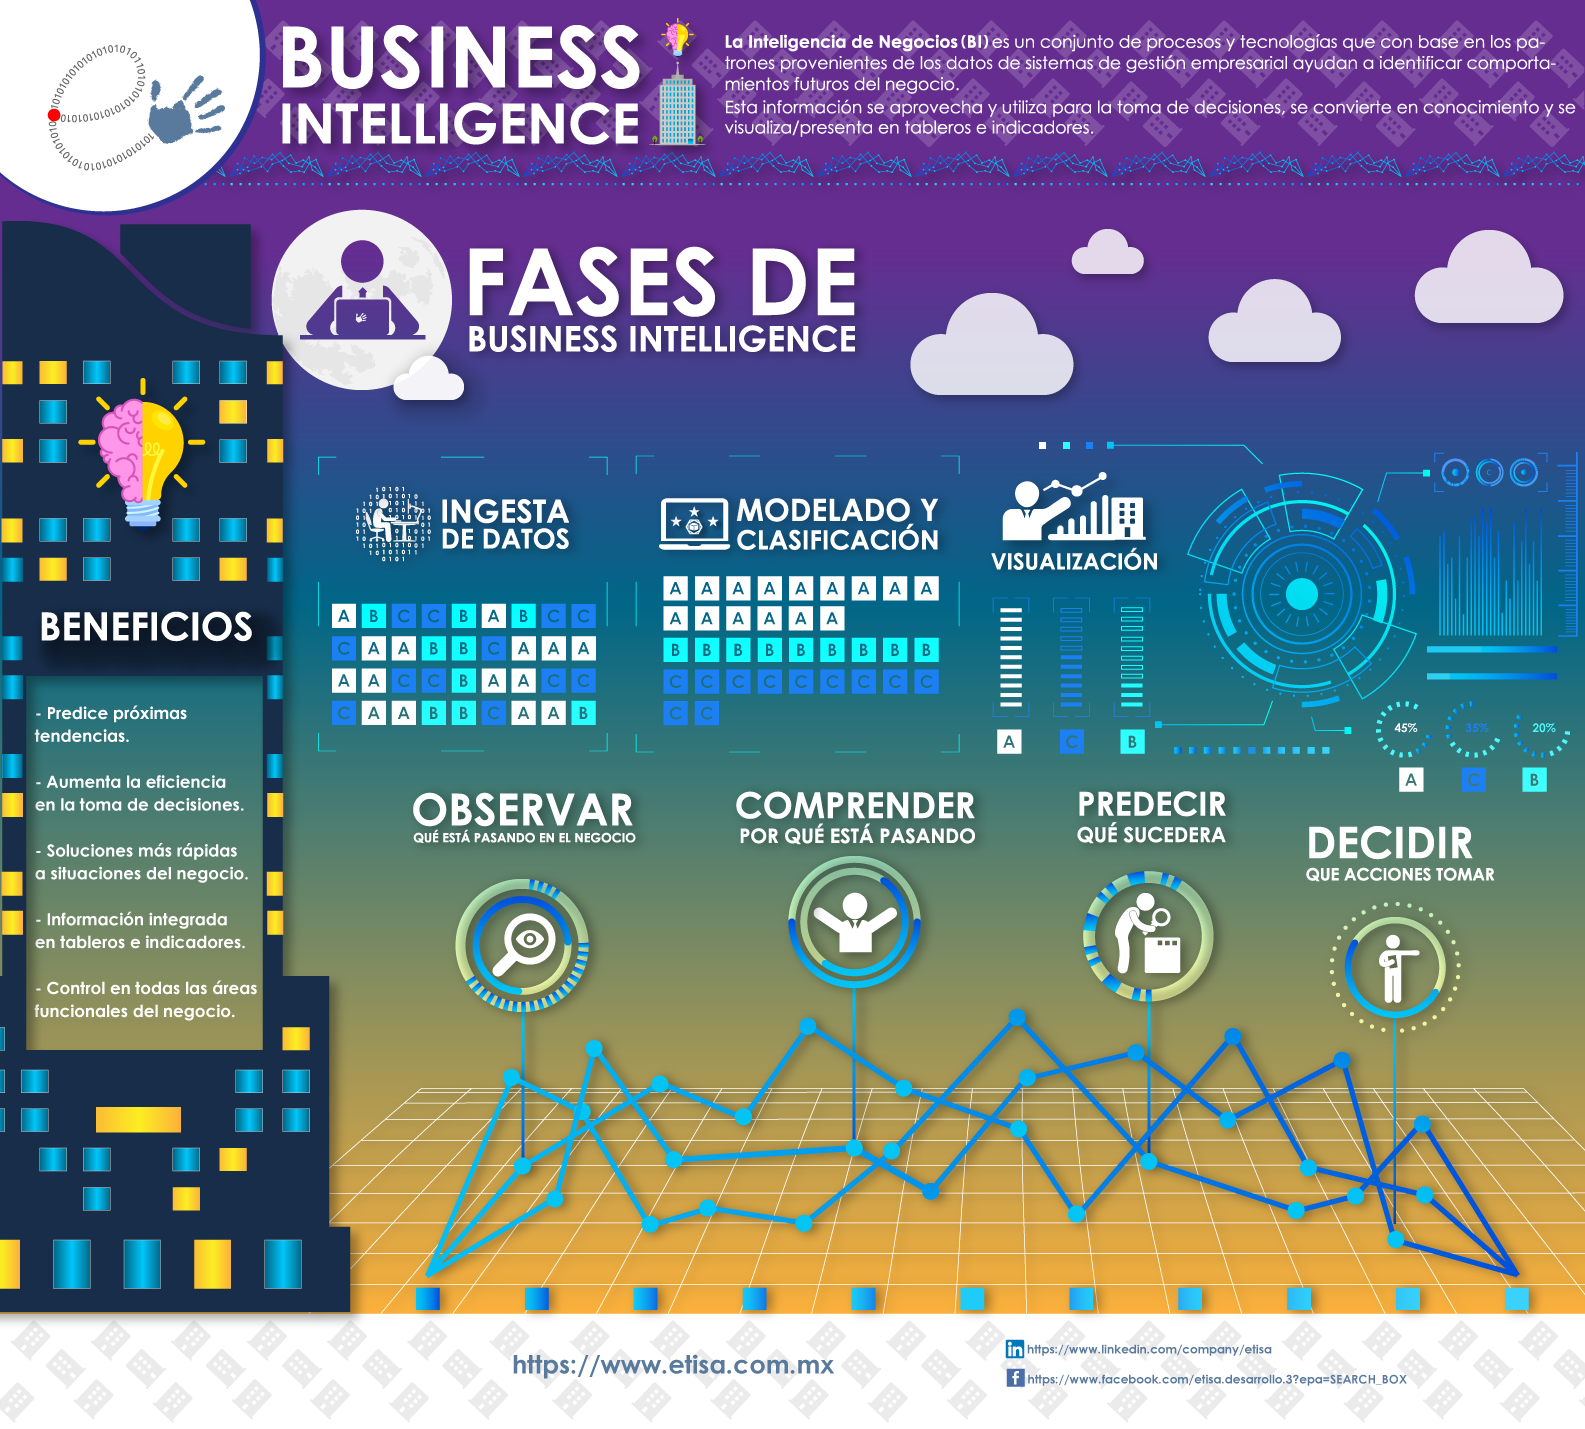 BUSINESS
INTELLIGENCE
La Inteligencia de Negocios (BI) es un conjunto de procesos y tecnologías que con base en los pa-
trones provenientes de los datos de sistemas de gestión empresarial ayudan a identificar comporta-
mientos futuros del negocio.
Esta información se aprovecha y utiliza para la toma de decisiones, se convierte en conocimiento y se
visualiza/presenta en tableros e indicadores.
FASES DE
BUSINESS INTELLIGENCE
BENEFICIOS
- Predice próximas
tendencias.
- Aumenta la eficiencia
en la toma de decisiones.
- Soluciones más rápidas
a situaciones del negocio.
- Información integrada
en tableros e indicadores.
- Control en todas las áreas
funcionales del negocio.
INGESTA
DE DATOS
A B C C B A B C C
C A A B B C A A A
A A C C B A A C C
C A A B B C A A B
MODELADO Y
CLASIFICACIÓN
A A A A A A A A A
A A A A A A
B B B B B B B B B
C C C C C C C C C
C C
VISUALIZACIÓN
A C B
45% 35% 20%
A C B
OBSERVAR
QUÉ ESTÁ PASANDO EN EL NEGOCIO
COMPRENDER
POR QUÉ ESTÁ PASANDO
PREDECIR
QUÉ SUCEDERA
DECIDIR
QUE ACCIONES TOMAR
https://www.etisa.com.mx
in https://www.linkedin.com/company/etisa
f https://www.facebook.com/etisa.desarrollo.3?epa=SEARCH_BOX